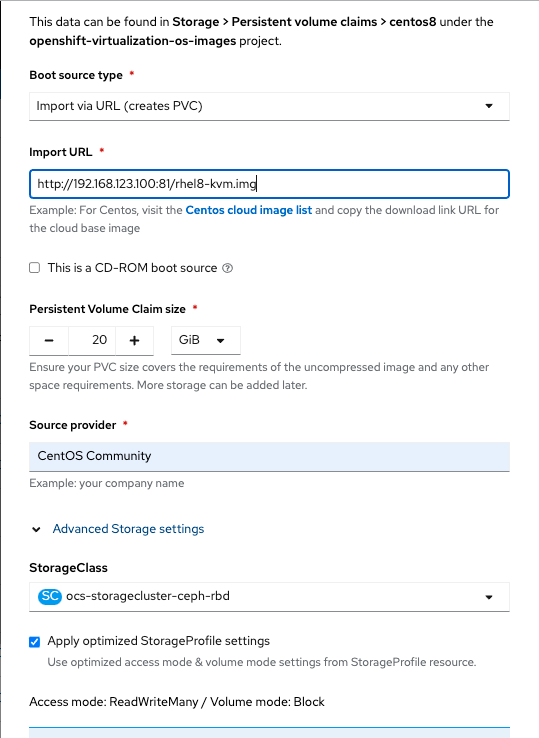 This data can be found in Storage > Persistent volume claims > centos8 under the
openshift-virtualization-os-images project.
Boot source type *
Import via URL (creates PVC)
Import URL *
http://192.168.123.100:81/rhel8-kvm.img
Example: For Centos, visit the Centos cloud image list and copy the download link URL for
the cloud base image
This is a CD-ROM boot source
Persistent Volume Claim size *
20 GiB
Ensure your PVC size covers the requirements of the uncompressed image and any other
space requirements. More storage can be added later.
Source provider *
CentOS Community
Example: your company name
Advanced Storage settings
StorageClass
SC ocs-storagecluster-ceph-rbd
Apply optimized StorageProfile settings
Use optimized access mode & volume mode settings from StorageProfile resource.
Access mode: ReadWriteMany / Volume mode: Block